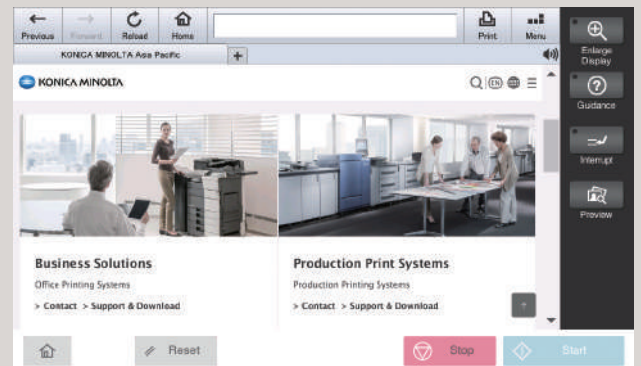 Previous Forward Reload Home Print Menu
KONICA MINOLTA Asia Pacific +
Enlarge
Display
KONICA MINOLTA EN
Guidance
Interrupt
Preview
Business Solutions Production Print Systems
Office Printing Systems Production Printing Systems
> Contact > Support & Download > Contact > Support & Download
Reset Stop Start